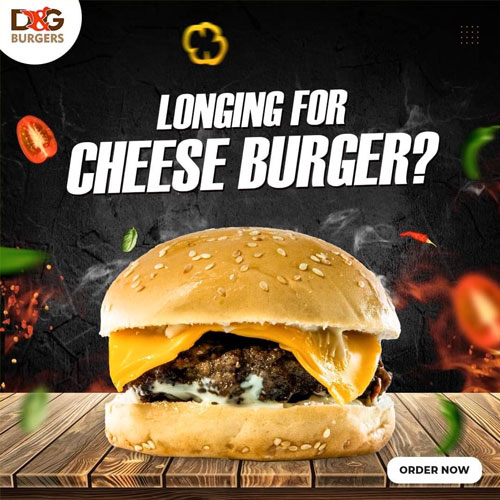 D&G
BURGERS
LONGING FOR
CHEESE BURGER?
ORDER NOW